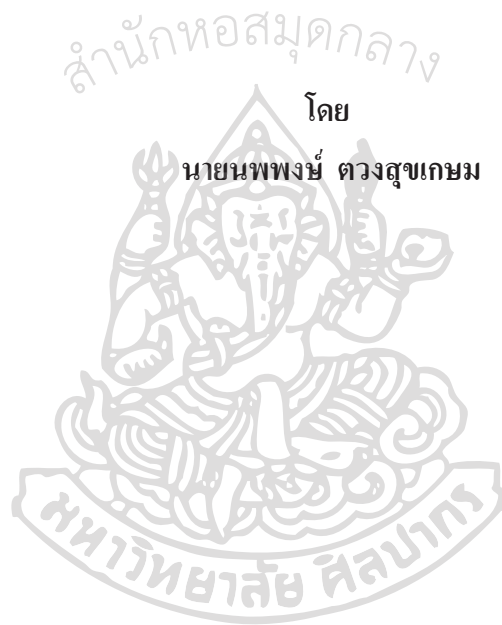 สำนักหอสมุดกลาง
โดย
นายนพพงษ์ ตวงสุขเกษม
มหาวิทยาลัย ศิลปากร